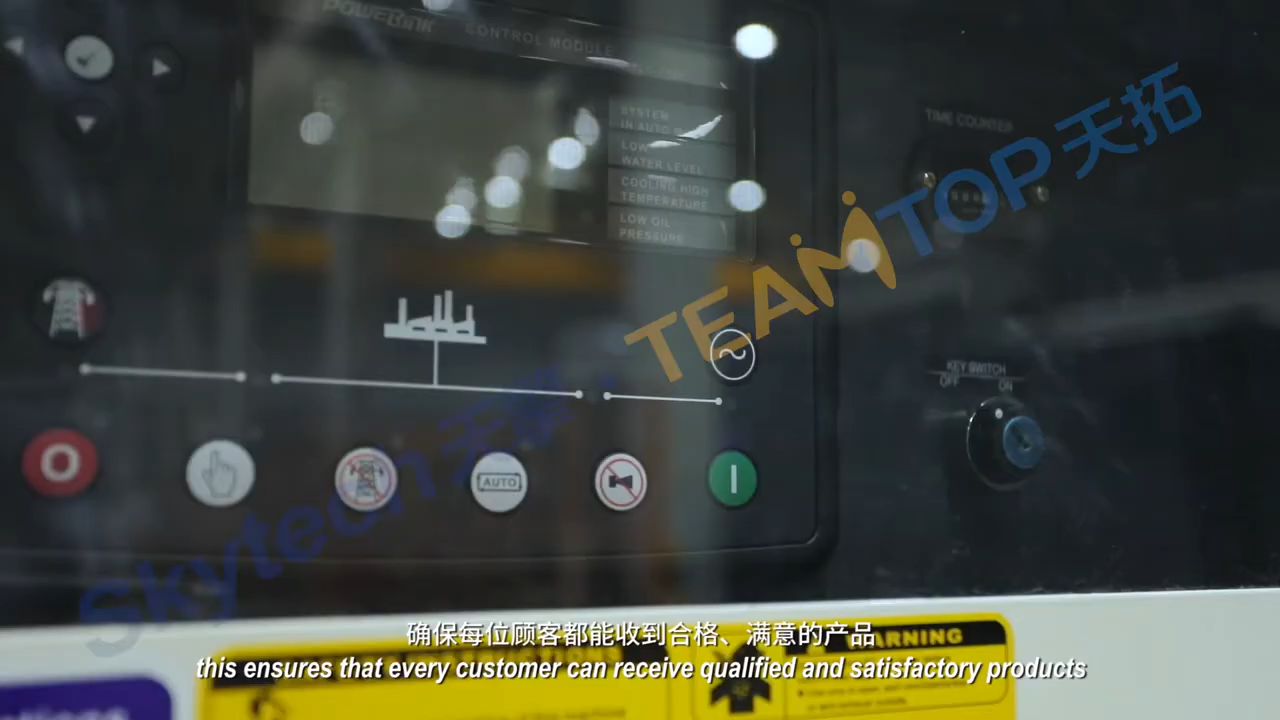 POWERLINK CONTROL MODULE
SYSTEM
IN AUTO
LOW
WATER LEVEL
COOLING HIGH
TEMPERATURE
LOW OIL
PRESSURE
TIME COUNTER
TEAMTOP天拓
KEY SWITCH
OFF ON
O
AUTO
I
Skytech天擎
WARNING
确保每位顾客都能收到合格、满意的产品
this ensures that every customer can receive qualified and satisfactory products